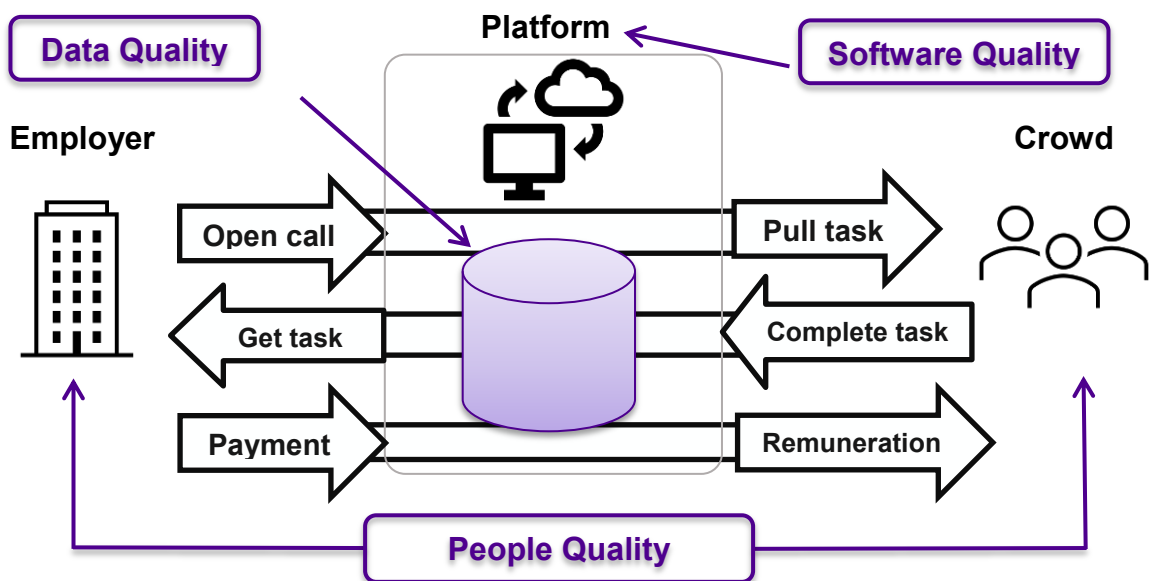 Platform
Data Quality
Software Quality
Employer
Crowd
Open call
Pull task
Get task
Complete task
Payment
Remuneration
People Quality